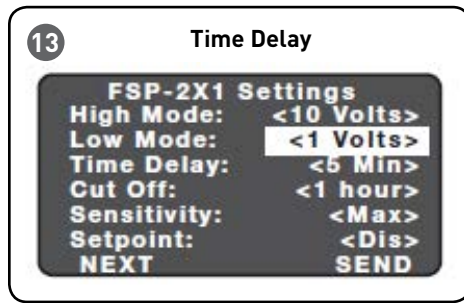 13 Time Delay
FSP-2X1 Settings
High Mode: <10 Volts>
Low Mode: <1 Volts>
Time Delay: <5 Min>
Cut Off: <1 hour>
Sensitivity: <Max>
Setpoint: <Dis>
NEXT SEND